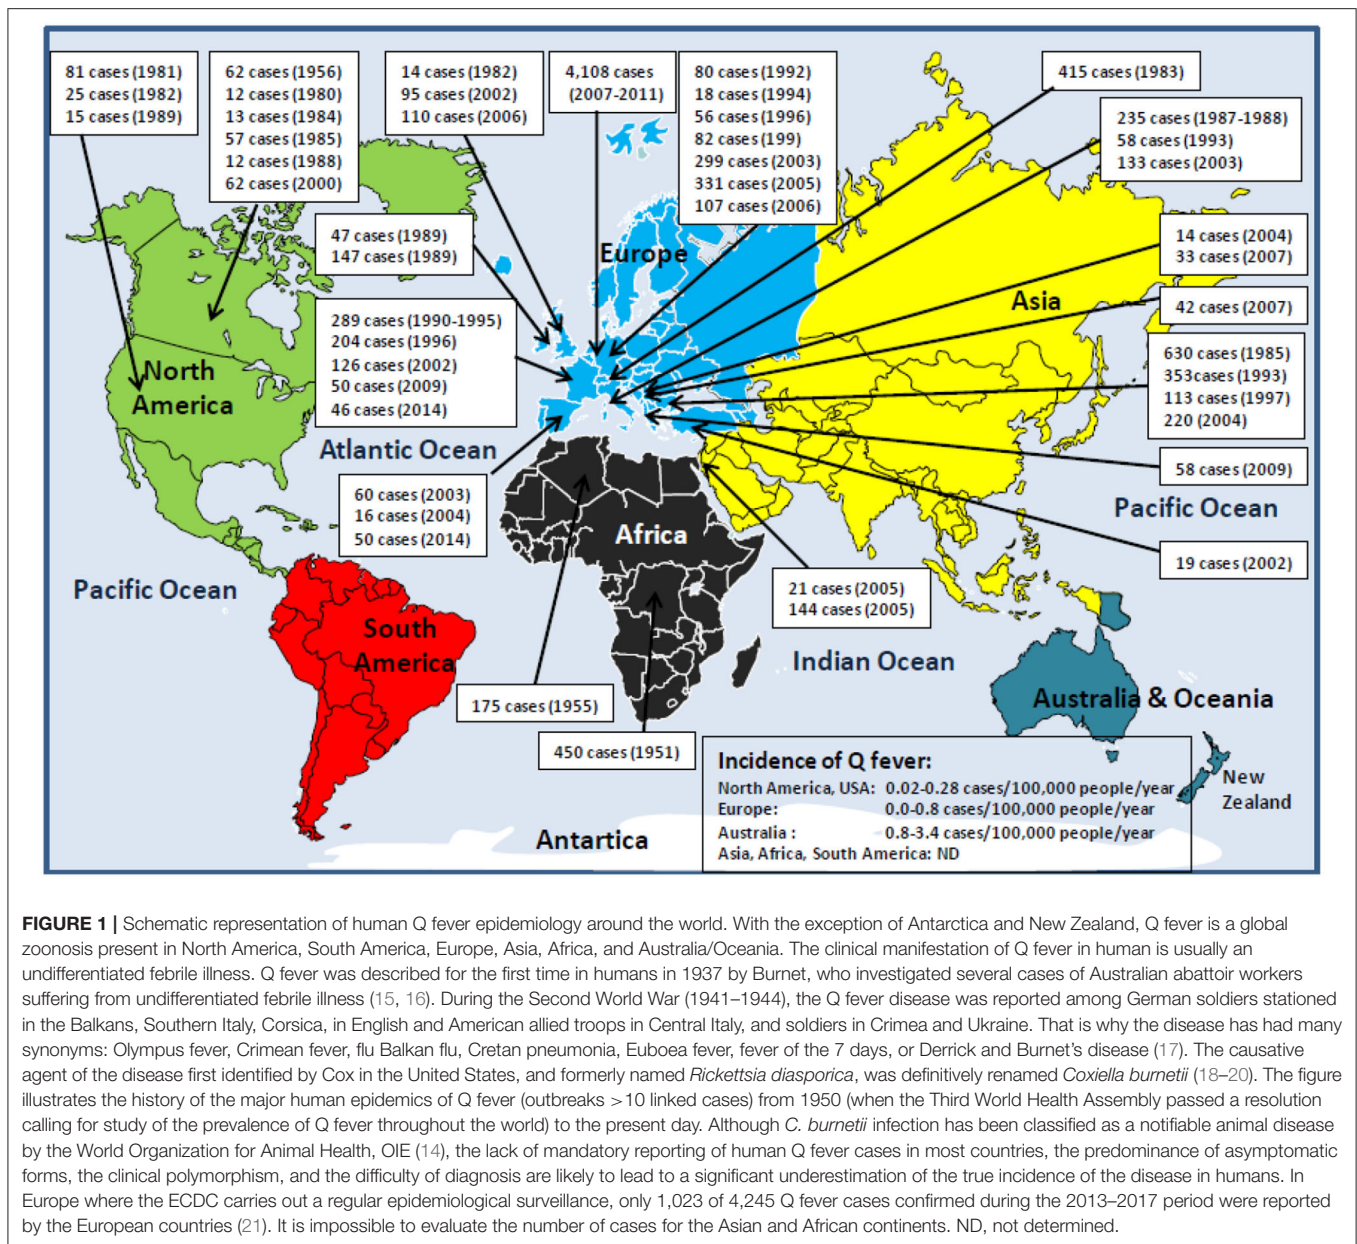 81 cases (1981)
25 cases (1982)
15 cases (1989)
62 cases (1956)
12 cases (1980)
13 cases (1984)
57 cases (1985)
12 cases (1988)
62 cases (2000)
14 cases (1982)
95 cases (2002)
110 cases (2006)
4,108 cases
(2007-2011)
80 cases (1992)
18 cases (1994)
56 cases (1996)
82 cases (199)
299 cases (2003)
331 cases (2005)
107 cases (2006)
415 cases (1983)
235 cases (1987-1988)
58 cases (1993)
133 cases (2003)
47 cases (1989)
147 cases (1989)
Europe
14 cases (2004)
33 cases (2007)
Asia
42 cases (2007)
289 cases (1990-1995)
204 cases (1996)
126 cases (2002)
50 cases (2009)
46 cases (2014)
North
America
630 cases (1985)
353cases (1993)
113 cases (1997)
220 (2004)
Atlantic Ocean
58 cases (2009)
60 cases (2003)
16 cases (2004)
50 cases (2014)
Pacific Ocean
Africa
19 cases (2002)
Pacific Ocean
21 cases (2005)
144 cases (2005)
South
America
Indian Ocean
175 cases (1955)
Australia & Oceania
450 cases (1951)
Incidence of Q fever:
North America, USA: 0.02-0.28 cases/100,000 people/year
Europe: 0.0-0.8 cases/100,000 people/year
Australia : 0.8-3.4 cases/100,000 people/year
Asia, Africa, South America: ND
New
Zealand
Antartica
FIGURE 1 | Schematic representation of human Q fever epidemiology around the world. With the exception of Antarctica and New Zealand, Q fever is a global
zoonosis present in North America, South America, Europe, Asia, Africa, and Australia/Oceania. The clinical manifestation of Q fever in human is usually an
undifferentiated febrile illness. Q fever was described for the first time in humans in 1937 by Burnet, who investigated several cases of Australian abattoir workers
suffering from undifferentiated febrile illness (15, 16). During the Second World War (1941–1944), the Q fever disease was reported among German soldiers stationed
in the Balkans, Southern Italy, Corsica, in English and American allied troops in Central Italy, and soldiers in Crimea and Ukraine. That is why the disease has had many
synonyms: Olympus fever, Crimean fever, flu Balkan flu, Cretan pneumonia, Euboea fever, fever of the 7 days, or Derrick and Burnet's disease (17). The causative
agent of the disease first identified by Cox in the United States, and formerly named Rickettsia diasporica, was definitively renamed Coxiella burnetii (18–20). The figure
illustrates the history of the major human epidemics of Q fever (outbreaks >10 linked cases) from 1950 (when the Third World Health Assembly passed a resolution
calling for study of the prevalence of Q fever throughout the world) to the present day. Although C. burnetii infection has been classified as a notifiable animal disease
by the World Organization for Animal Health, OIE (14), the lack of mandatory reporting of human Q fever cases in most countries, the predominance of asymptomatic
forms, the clinical polymorphism, and the difficulty of diagnosis are likely to lead to a significant underestimation of the true incidence of the disease in humans. In
Europe where the ECDC carries out a regular epidemiological surveillance, only 1,023 of 4,245 Q fever cases confirmed during the 2013–2017 period were reported
by the European countries (21). It is impossible to evaluate the number of cases for the Asian and African continents. ND, not determined.